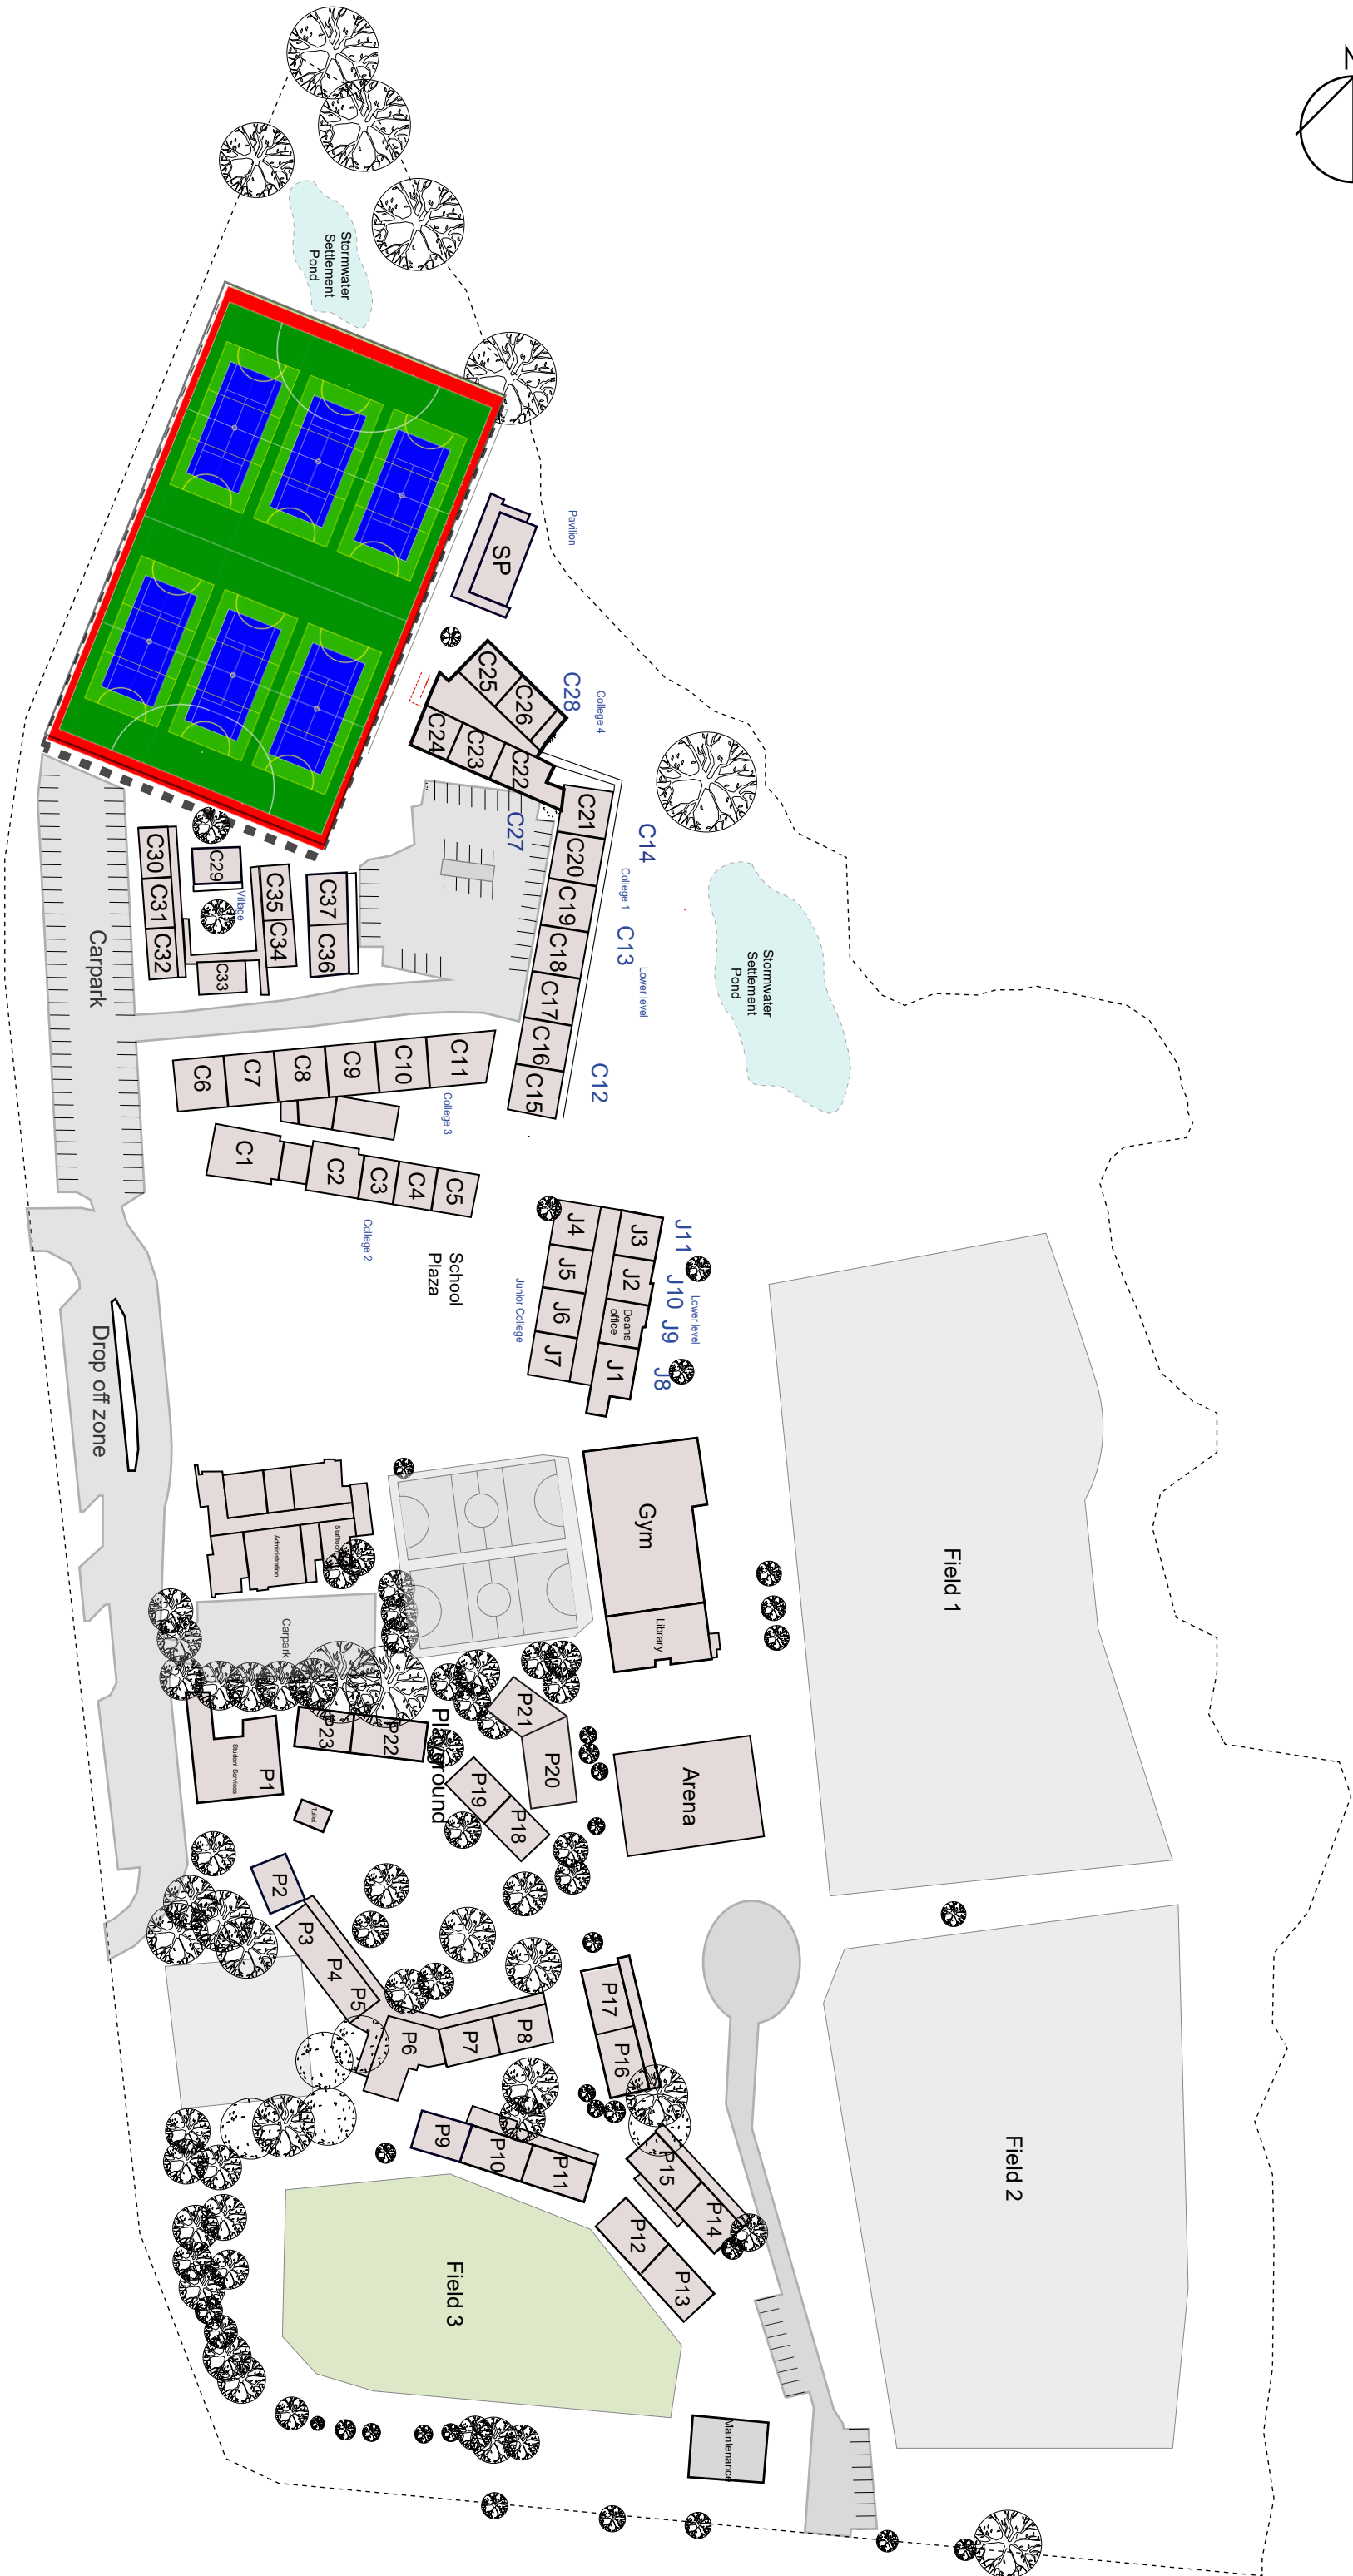 N
Stormwater
Settlement
Pond
Pavilion
SP
C25
C26
C28
College 4
C24
C23
C22
C27
C21
C20
C19
C18
C17
C16
C15
C14
College 1
C13
Lower level
C12
Stormwater
Settlement
Pond
C30
C31
C32
C29
Village
C35
C34
C33
C37
C36
Carpark
C6
C7
C8
C9
C10
C11
College 3
C1
C2
C3
C4
C5
College 2
School
Plaza
Junior College
J4
J5
J6
J7
J3
J2
Deans
office
J1
J11
J10
J9
J8
Lower level
Drop off zone
Administration
Carpark
Gym
Library
Field 1
P21
P20
P19
P18
Playground
P23
P22
P1
Student Services
Toilet
Arena
P2
P3
P4
P5
P6
P7
P8
P17
P16
P9
P10
P11
P15
P14
P12
P13
Field 2
Field 3
Maintenance